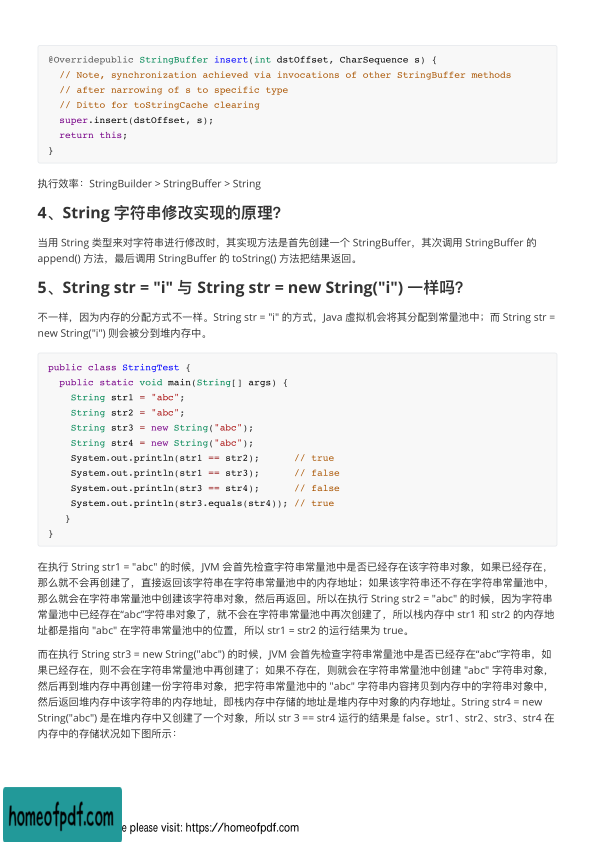 @Overridepublic StringBuffer insert(int dstOffset, CharSequence s) {
// Note, synchronization achieved via invocations of other StringBuffer methods
// after narrowing of s to specific type
// Ditto for toStringCache clearing
super.insert(dstOffset, s);
return this;
}
执行效率：StringBuilder > StringBuffer > String
4、String 字符串修改实现的原理？
当用 String 类型来对字符串进行修改时，其实现方法是首先创建一个 StringBuffer，其次调用 StringBuffer 的
append() 方法，最后调用 StringBuffer 的 toString() 方法把结果返回。
5、String str = "i" 与 String str = new String("i") 一样吗？
不一样，因为内存的分配方式不一样。String str = "i" 的方式，Java 虚拟机会将其分配到常量池中；而 String str =
new String("i") 则会被分到堆内存中。
public class StringTest {
public static void main(String[] args) {
String str1 = "abc";
String str2 = "abc";
String str3 = new String("abc");
String str4 = new String("abc");
System.out.println(str1 == str2); // true
System.out.println(str1 == str3); // false
System.out.println(str3 == str4); // false
System.out.println(str3.equals(str4)); // true
}
}
在执行 String str1 = "abc" 的时候，JVM 会首先检查字符串常量池中是否已经存在该字符串对象，如果已经存在，
那么就不会再创建了，直接返回该字符串在字符串常量池中的内存地址；如果该字符串还不存在字符串常量池中，
那么就会在字符串常量池中创建该字符串对象，然后再返回。所以在执行 String str2 = "abc" 的时候，因为字符串
常量池中已经存在“abc”字符串对象了，就不会在字符串常量池中再次创建了，所以栈内存中 str1 和 str2 的内存地
址都是指向 "abc" 在字符串常量池中的位置，所以 str1 = str2 的运行结果为 true。
而在执行 String str3 = new String("abc") 的时候，JVM 会首先检查字符串常量池中是否已经存在“abc”字符串，如
果已经存在，则不会在字符串常量池中再创建了；如果不存在，则就会在字符串常量池中创建 "abc" 字符串对象，
然后再到堆内存中再创建一份字符串对象，把字符串常量池中的 "abc" 字符串内容拷贝到内存中的字符串对象中，
然后返回堆内存中该字符串的内存地址，即栈内存中存储的地址是堆内存中对象的内存地址。String str4 = new
String("abc") 是在堆内存中又创建了一个对象，所以 str 3 == str4 运行的结果是 false。str1、str2、str3、str4 在
内存中的存储状况如下图所示：
homeofpdf.com
e please visit: https://homeofpdf.com